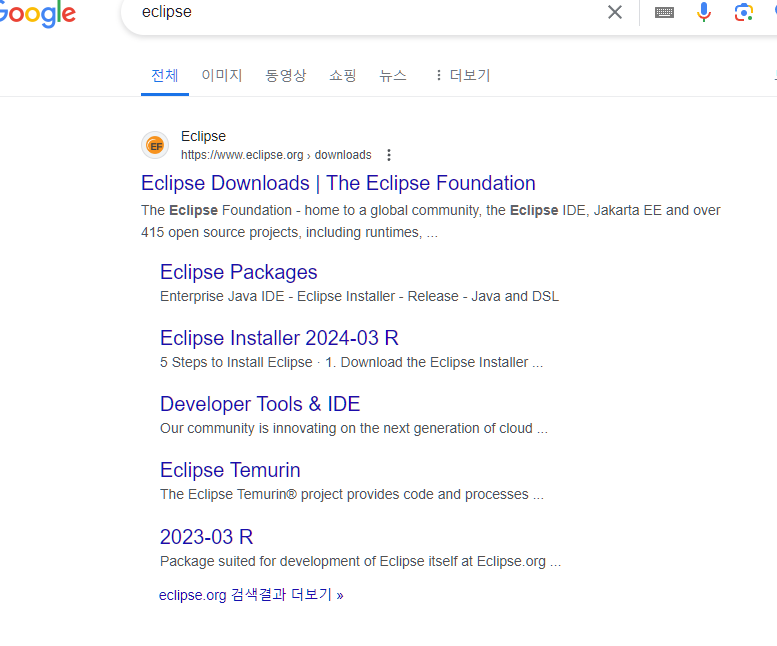 Google
eclipse
전체 이미지 동영상 쇼핑 뉴스 ⋮ 더보기
EF
Eclipse
https://www.eclipse.org › downloads
Eclipse Downloads | The Eclipse Foundation
The Eclipse Foundation - home to a global community, the Eclipse IDE, Jakarta EE and over
415 open source projects, including runtimes, ...
Eclipse Packages
Enterprise Java IDE - Eclipse Installer - Release - Java and DSL
Eclipse Installer 2024-03 R
5 Steps to Install Eclipse · 1. Download the Eclipse Installer ...
Developer Tools & IDE
Our community is innovating on the next generation of cloud ...
Eclipse Temurin
The Eclipse Temurin® project provides code and processes ...
2023-03 R
Package suited for development of Eclipse itself at Eclipse.org ...
eclipse.org 검색결과 더보기 »